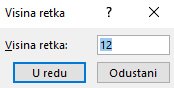 Visina retka
?
Visina retka:
12
U redu
Odustani